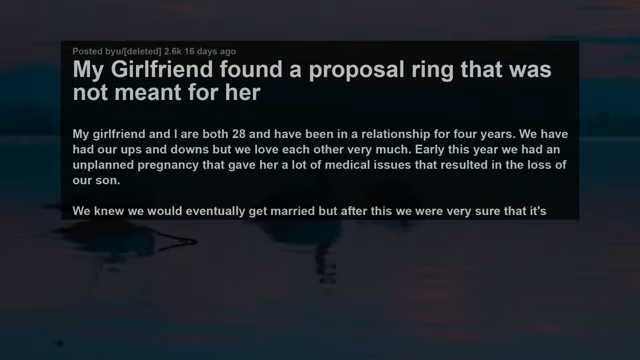 Posted byu/[deleted] 2.6k 16 days ago
My Girlfriend found a proposal ring that was
not meant for her
My girlfriend and I are both 28 and have been in a relationship for four years. We have
had our ups and downs but we love each other very much. Early this year we had an
unplanned pregnancy that gave her a lot of medical issues that resulted in the loss of
our son.
We knew we would eventually get married but after this we were very sure that it's